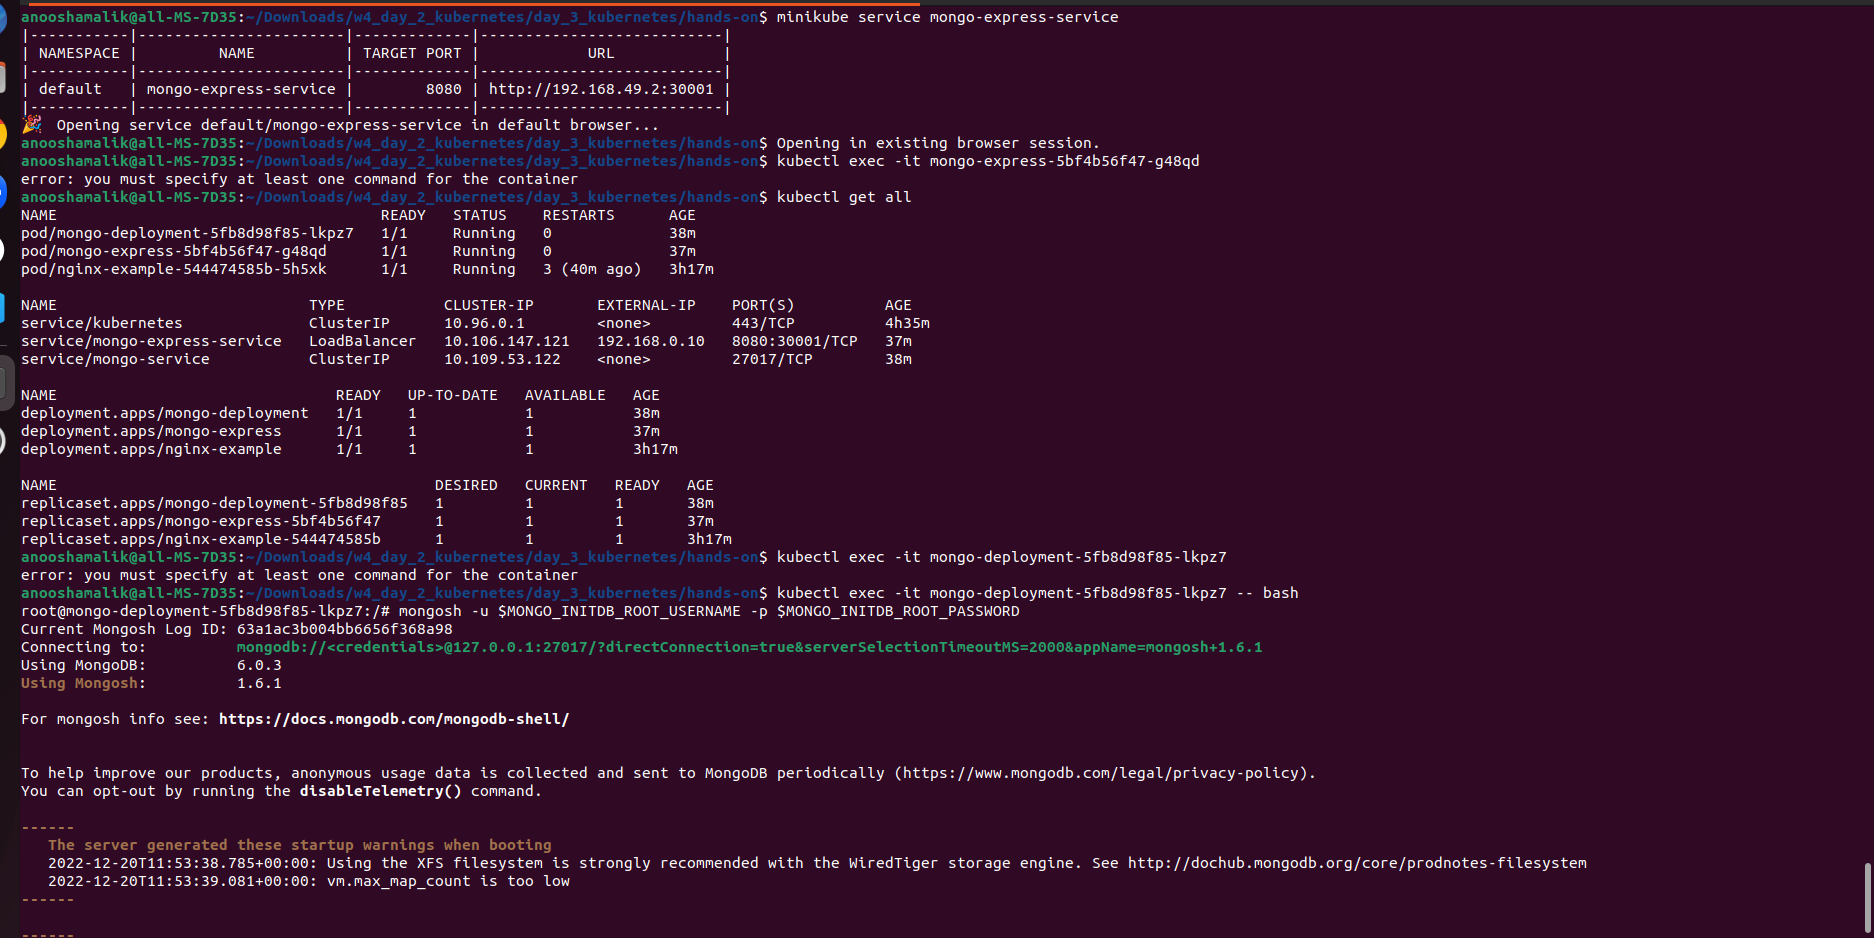 anooshamalik@all-MS-7D35:~/Downloads/w4_day_2_kubernetes/day_3_kubernetes/hands-on$ minikube service mongo-express-service
|-----------|-----------------------|-------------|---------------------------|
| NAMESPACE |         NAME          | TARGET PORT |            URL            |
|-----------|-----------------------|-------------|---------------------------|
| default   | mongo-express-service |        8080 | http://192.168.49.2:30001 |
|-----------|-----------------------|-------------|---------------------------|
🎉  Opening service default/mongo-express-service in default browser...
anooshamalik@all-MS-7D35:~/Downloads/w4_day_2_kubernetes/day_3_kubernetes/hands-on$ Opening in existing browser session.
anooshamalik@all-MS-7D35:~/Downloads/w4_day_2_kubernetes/day_3_kubernetes/hands-on$ kubectl exec -it mongo-express-5bf4b56f47-g48qd
error: you must specify at least one command for the container
anooshamalik@all-MS-7D35:~/Downloads/w4_day_2_kubernetes/day_3_kubernetes/hands-on$ kubectl get all
NAME                                    READY   STATUS    RESTARTS      AGE
pod/mongo-deployment-5fb8d98f85-lkpz7   1/1     Running   0             38m
pod/mongo-express-5bf4b56f47-g48qd      1/1     Running   0             37m
pod/nginx-example-544474585b-5h5xk      1/1     Running   3 (40m ago)   3h17m

NAME                            TYPE           CLUSTER-IP       EXTERNAL-IP    PORT(S)          AGE
service/kubernetes              ClusterIP      10.96.0.1        <none>         443/TCP          4h35m
service/mongo-express-service   LoadBalancer   10.106.147.121   192.168.0.10   8080:30001/TCP   37m
service/mongo-service           ClusterIP      10.109.53.122    <none>         27017/TCP        38m

NAME                               READY   UP-TO-DATE   AVAILABLE   AGE
deployment.apps/mongo-deployment   1/1     1            1           38m
deployment.apps/mongo-express      1/1     1            1           37m
deployment.apps/nginx-example      1/1     1            1           3h17m

NAME                                          DESIRED   CURRENT   READY   AGE
replicaset.apps/mongo-deployment-5fb8d98f85   1         1         1       38m
replicaset.apps/mongo-express-5bf4b56f47      1         1         1       37m
replicaset.apps/nginx-example-544474585b      1         1         1       3h17m
anooshamalik@all-MS-7D35:~/Downloads/w4_day_2_kubernetes/day_3_kubernetes/hands-on$ kubectl exec -it mongo-deployment-5fb8d98f85-lkpz7
error: you must specify at least one command for the container
anooshamalik@all-MS-7D35:~/Downloads/w4_day_2_kubernetes/day_3_kubernetes/hands-on$ kubectl exec -it mongo-deployment-5fb8d98f85-lkpz7 -- bash
root@mongo-deployment-5fb8d98f85-lkpz7:/# mongosh -u $MONGO_INITDB_ROOT_USERNAME -p $MONGO_INITDB_ROOT_PASSWORD
Current Mongosh Log ID: 63a1ac3b004bb6656f368a98
Connecting to:          mongodb://<credentials>@127.0.0.1:27017/?directConnection=true&serverSelectionTimeoutMS=2000&appName=mongosh+1.6.1
Using MongoDB:          6.0.3
Using Mongosh:          1.6.1

For mongosh info see: https://docs.mongodb.com/mongodb-shell/

To help improve our products, anonymous usage data is collected and sent to MongoDB periodically (https://www.mongodb.com/legal/privacy-policy).
You can opt-out by running the disableTelemetry() command.

------
   The server generated these startup warnings when booting
   2022-12-20T11:53:38.785+00:00: Using the XFS filesystem is strongly recommended with the WiredTiger storage engine. See http://dochub.mongodb.org/core/prodnotes-filesystem
   2022-12-20T11:53:39.081+00:00: vm.max_map_count is too low
------

------